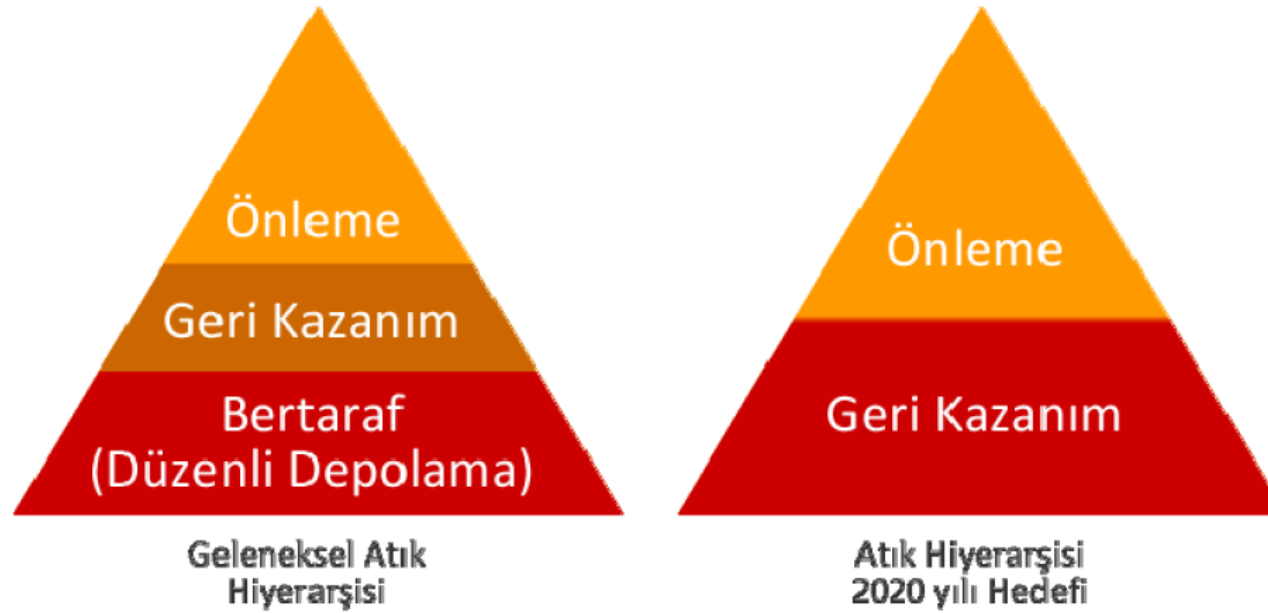 Önleme
Geri Kazanım
Bertaraf
(Düzenli Depolama)
Geleneksel Atık
Hiyerarşisi
Önleme
Geri Kazanım
Atık Hiyerarşisi
2020 yılı Hedefi